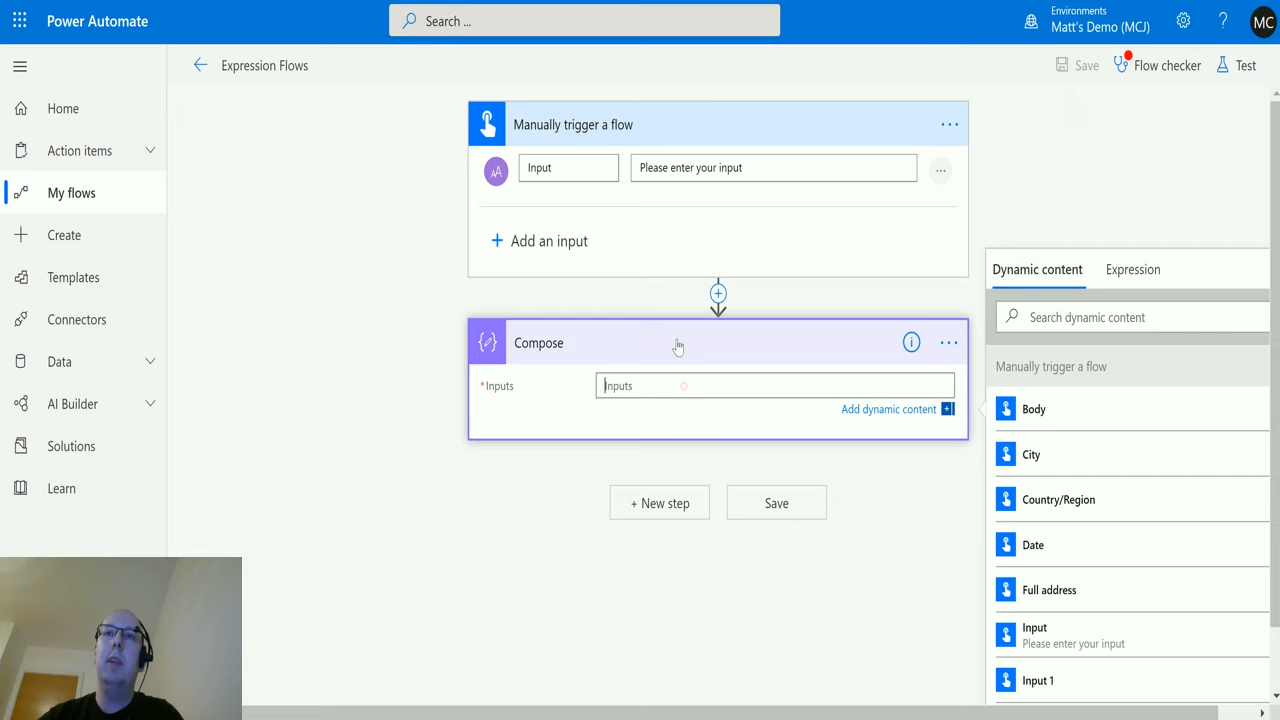 Power Automate
Search ...
Environments
Matt's Demo (MCJ)
?
MC
Expression Flows
Save
Flow checker
Test
Home
Action items
My flows
Create
Templates
Connectors
Data
AI Builder
Solutions
Learn
Manually trigger a flow
...
AA
Input
Please enter your input
...
+ Add an input
Compose
i
...
*Inputs
Inputs
Add dynamic content
+ New step
Save
Dynamic content
Expression
Search dynamic content
Manually trigger a flow
Body
City
Country/Region
Date
Full address
Input
Please enter your input
Input 1